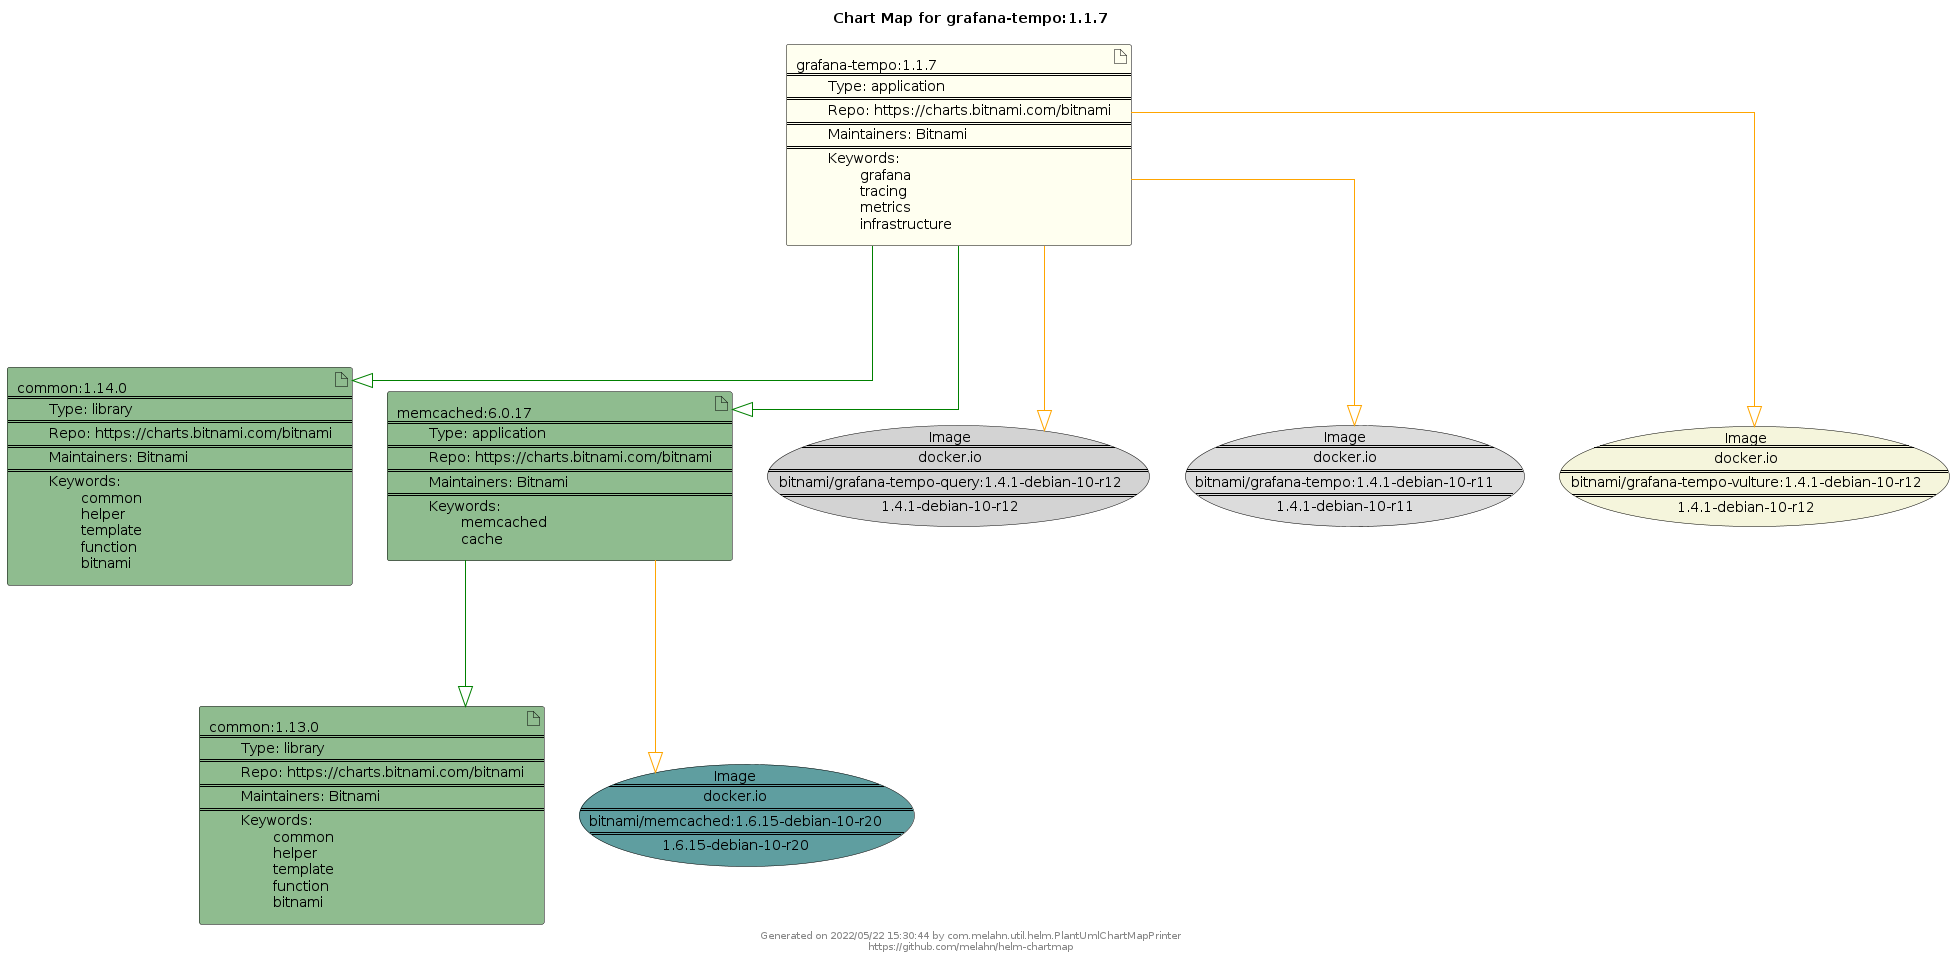 Chart Map for grafana-tempo:1.1.7
grafana-tempo:1.1.7
Type: application
Repo: https://charts.bitnami.com/bitnami
Maintainers: Bitnami
Keywords:
grafana
tracing
metrics
infrastructure
common:1.14.0
Type: library
Repo: https://charts.bitnami.com/bitnami
Maintainers: Bitnami
Keywords:
common
helper
template
function
bitnami
memcached:6.0.17
Type: application
Repo: https://charts.bitnami.com/bitnami
Maintainers: Bitnami
Keywords:
memcached
cache
Image
docker.io
bitnami/grafana-tempo-query:1.4.1-debian-10-r12
1.4.1-debian-10-r12
Image
docker.io
bitnami/grafana-tempo:1.4.1-debian-10-r11
1.4.1-debian-10-r11
Image
docker.io
bitnami/grafana-tempo-vulture:1.4.1-debian-10-r12
1.4.1-debian-10-r12
common:1.13.0
Type: library
Repo: https://charts.bitnami.com/bitnami
Maintainers: Bitnami
Keywords:
common
helper
template
function
bitnami
Image
docker.io
bitnami/memcached:1.6.15-debian-10-r20
1.6.15-debian-10-r20
Generated on 2022/05/22 15:30:44 by com.melahn.util.helm.PlantUmlChartMapPrinter
https://github.com/melahn/helm-chartmap